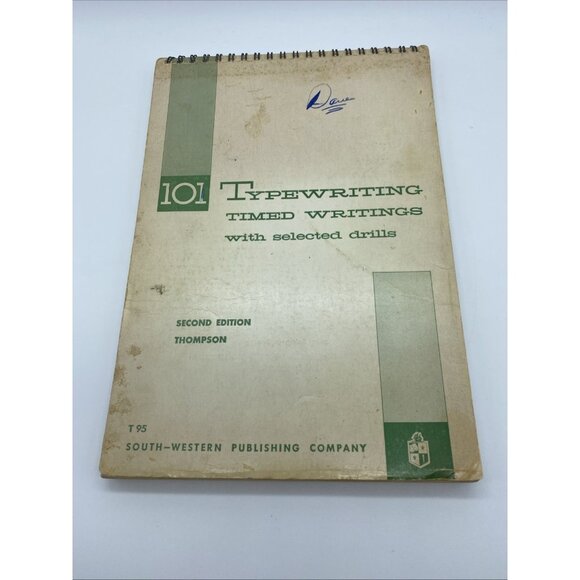 Dave
101 TYPEWRITING
TIMED WRITINGS
with selected drills
SECOND EDITION
THOMPSON
T 95
SOUTH-WESTERN PUBLISHING COMPANY